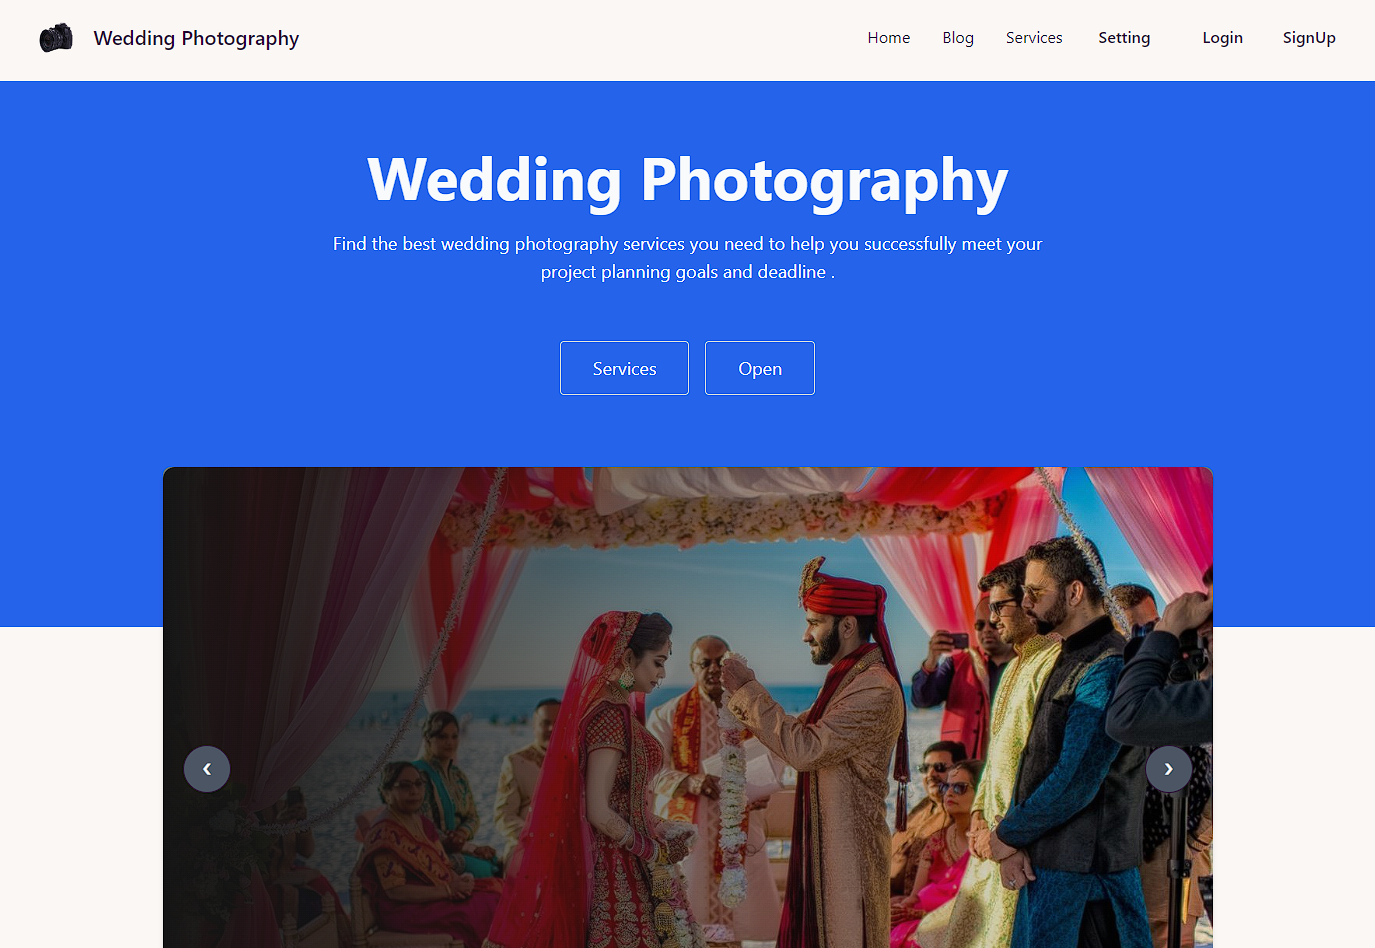 Wedding Photography
Home Blog Services Setting Login SignUp
Wedding Photography
Find the best wedding photography services you need to help you successfully meet your
project planning goals and deadline .
Services Open